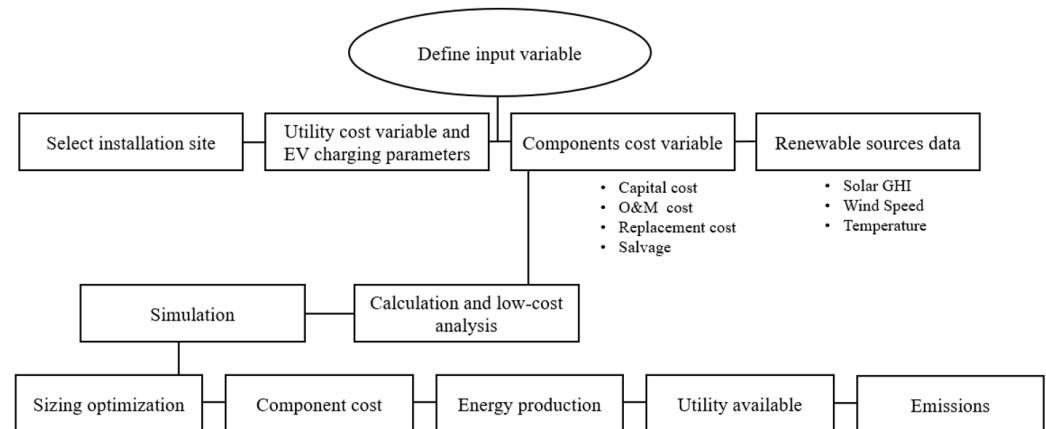 Define input variable
Select installation site
Utility cost variable and
EV charging parameters
Components cost variable
Renewable sources data
• Capital cost
• O&M cost
• Replacement cost
• Salvage
• Solar GHI
• Wind Speed
• Temperature
Simulation
Calculation and low-cost
analysis
Sizing optimization
Component cost
Energy production
Utility available
Emissions